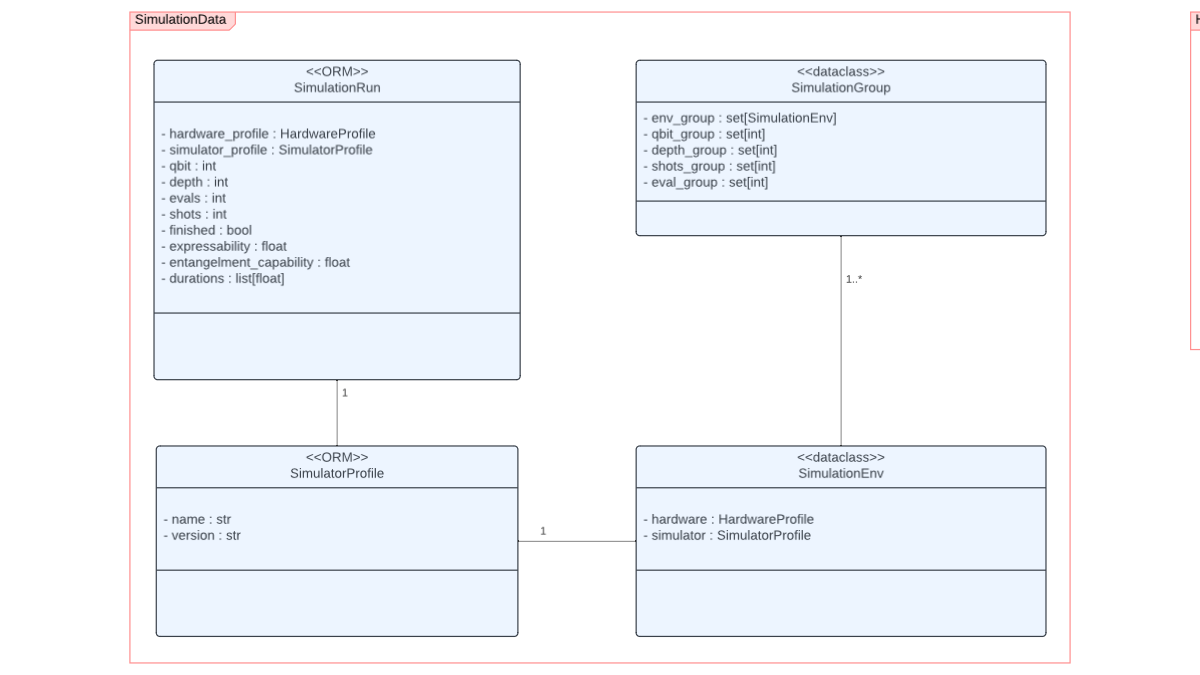 SimulationData
<<ORM>>
SimulationRun
- hardware_profile : HardwareProfile
- simulator_profile : SimulatorProfile
- qbit : int
- depth : int
- evals : int
- shots : int
- finished : bool
- expressability : float
- entangelment_capability : float
- durations : list[float]
<<dataclass>>
SimulationGroup
- env_group : set[SimulationEnv]
- qbit_group : set[int]
- depth_group : set[int]
- shots_group : set[int]
- eval_group : set[int]
1..*
1
<<ORM>>
SimulatorProfile
- name : str
- version : str
1
<<dataclass>>
SimulationEnv
- hardware : HardwareProfile
- simulator : SimulatorProfile